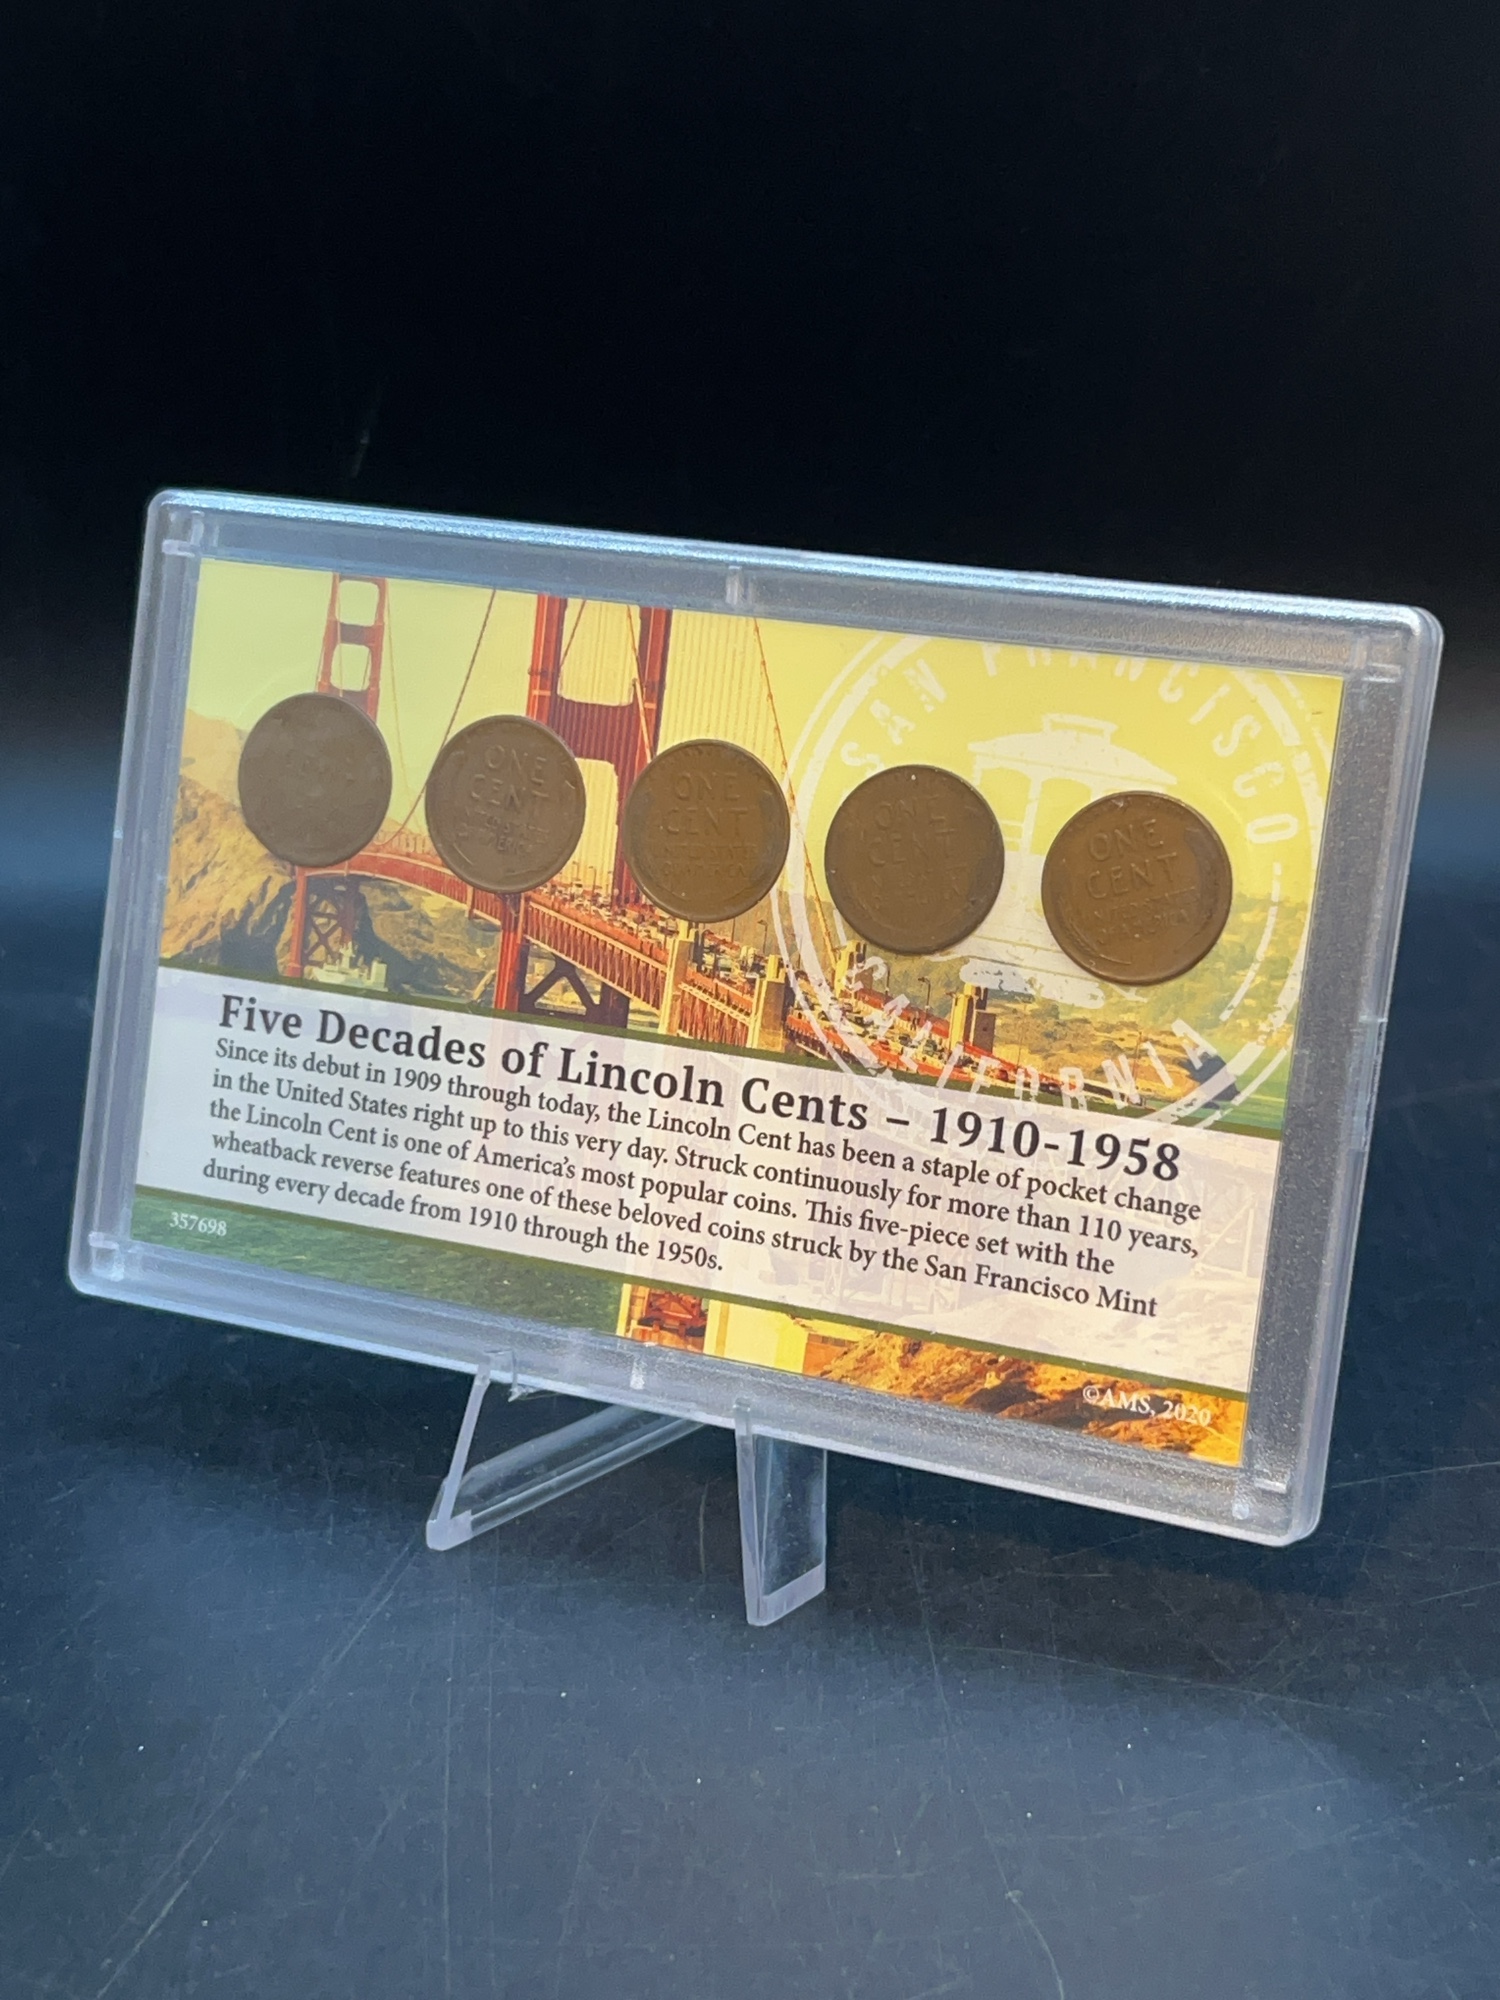 SAN FRANCISCO
ONE
CENT
ONE
CENT
ONE
CENT
ONE
CENT
CALIFORNIA
Five Decades of Lincoln Cents – 1910-1958
Since its debut in 1909 through today, the Lincoln Cent has been a staple of pocket change
in the United States right up to this very day. Struck continuously for more than 110 years,
the Lincoln Cent is one of America’s most popular coins. This five-piece set with the
wheatback reverse features one of these beloved coins struck by the San Francisco Mint
during every decade from 1910 through the 1950s.
357698
©AMS, 2020